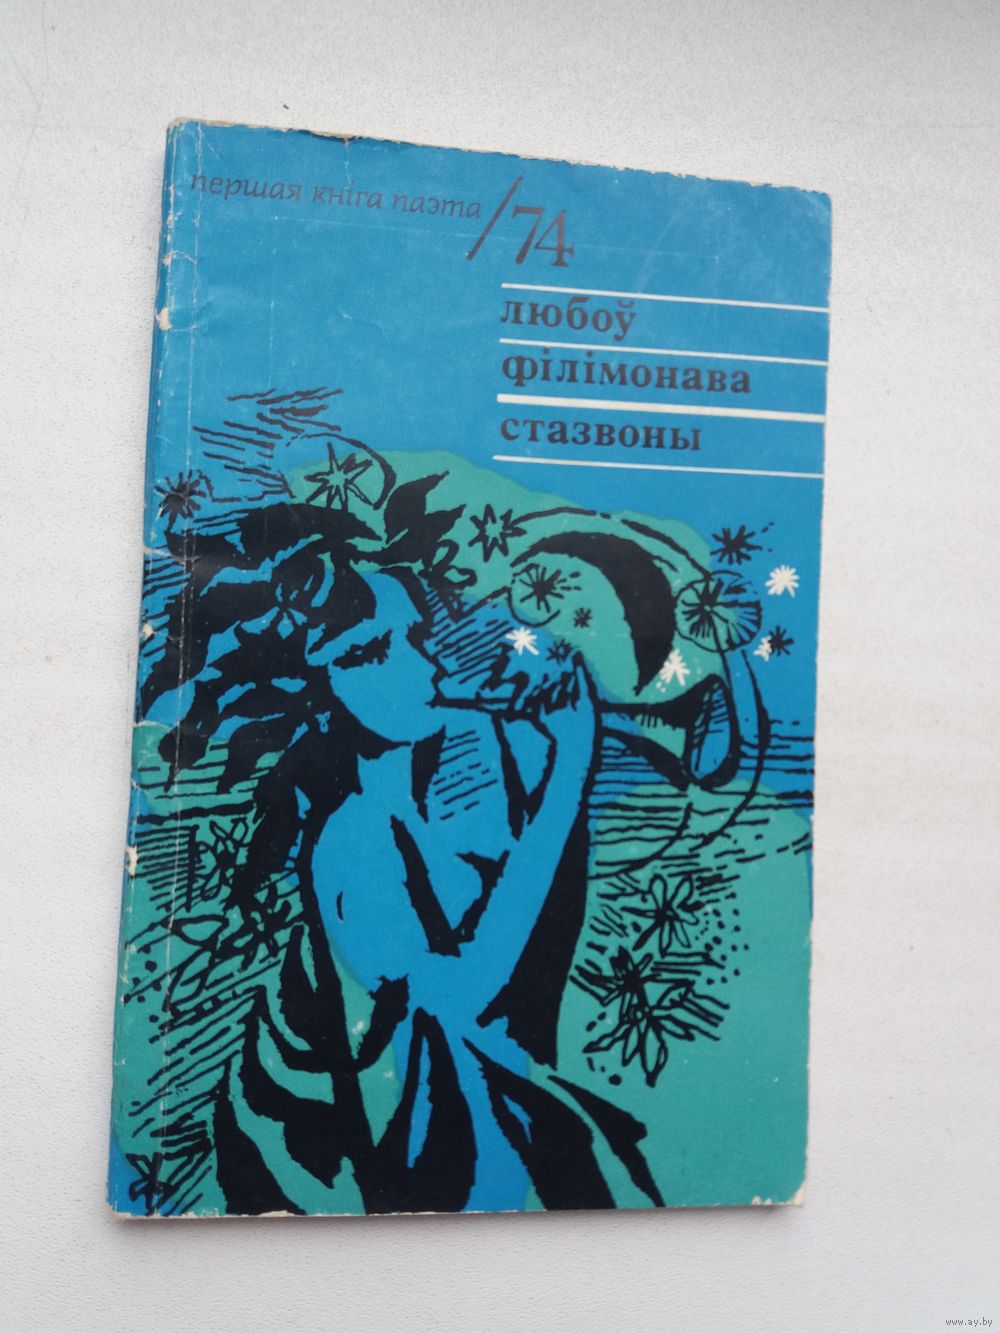 першая кніга паэта /74
любоў
філімонава
стазвоны
www.ay.by